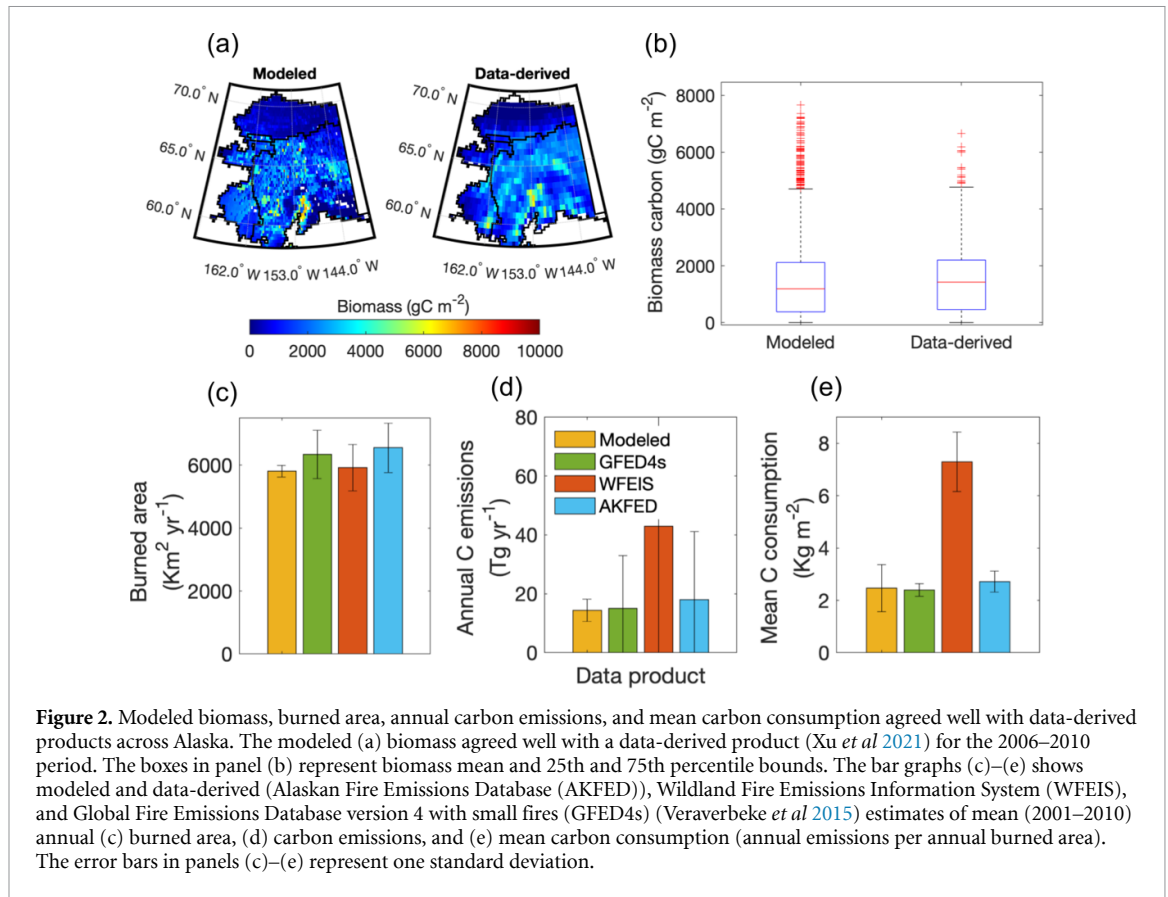 (a)
Modeled
Data-derived
70.0° N
65.0° N
60.0° N
162.0° W 153.0° W 144.0° W
70.0° N
65.0° N
60.0° N
162.0° W 153.0° W 144.0° W
Biomass (gC m-2)
0 2000 4000 6000 8000 10000
(b)
Biomass carbon (gC m-2)
8000
6000
4000
2000
0
Modeled
Data-derived
(c)
Burned area
(Km2 yr-1)
6000
4000
2000
0
(d)
Annual C emissions
(Tg yr-1)
80
60
40
20
0
Modeled
GFED4s
WFEIS
AKFED
Data product
(e)
Mean C consumption
(Kg m-2)
8
6
4
2
0
Figure 2. Modeled biomass, burned area, annual carbon emissions, and mean carbon consumption agreed well with data-derived
products across Alaska. The modeled (a) biomass agreed well with a data-derived product (Xu et al 2021) for the 2006–2010
period. The boxes in panel (b) represent biomass mean and 25th and 75th percentile bounds. The bar graphs (c)–(e) shows
modeled and data-derived (Alaskan Fire Emissions Database (AKFED)), Wildland Fire Emissions Information System (WFEIS),
and Global Fire Emissions Database version 4 with small fires (GFED4s) (Veraverbeke et al 2015) estimates of mean (2001–2010)
annual (c) burned area, (d) carbon emissions, and (e) mean carbon consumption (annual emissions per annual burned area).
The error bars in panels (c)–(e) represent one standard deviation.